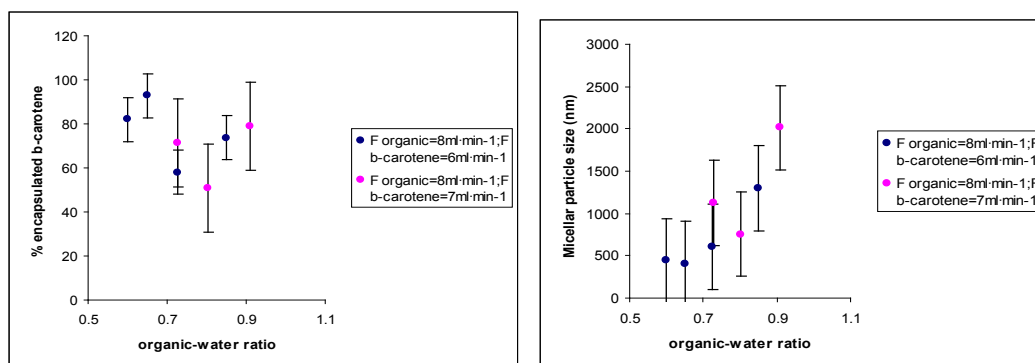 120
100
80
60
40
20
0
0.5 0.7 0.9 1.1
organic-water ratio
% encapsulated b-carotene
F organic=8ml·min-1;F
b-carotene=6ml·min-1
F organic=8ml·min-1;F
b-carotene=7ml·min-1
3000
2500
2000
1500
1000
500
0
0.5 0.7 0.9 1.1
organic-water ratio
Micellar particle size (nm)
F organic=8ml·min-1;F
b-carotene=6ml·min-1
F organic=8ml·min-1;F
b-carotene=7ml·min-1